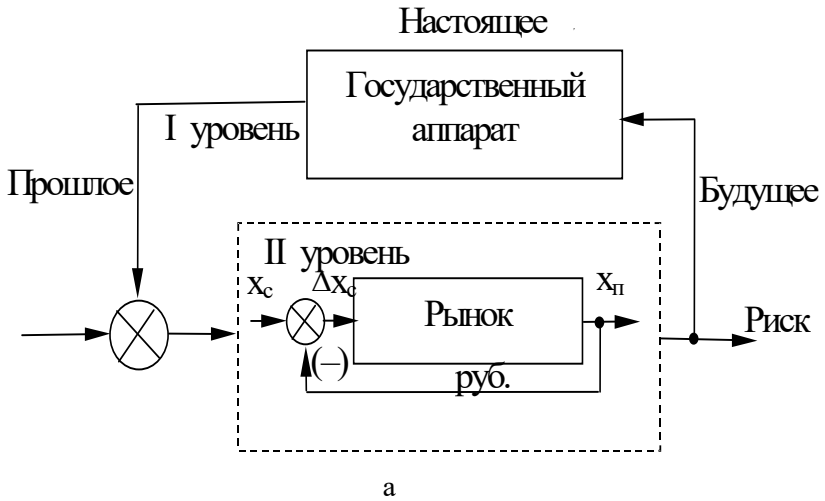 Настоящее
Государственный
аппарат
I уровень
Прошлое
Будущее
II уровень
xс
Δxс
xп
Рынок
Риск
(–)
руб.
а